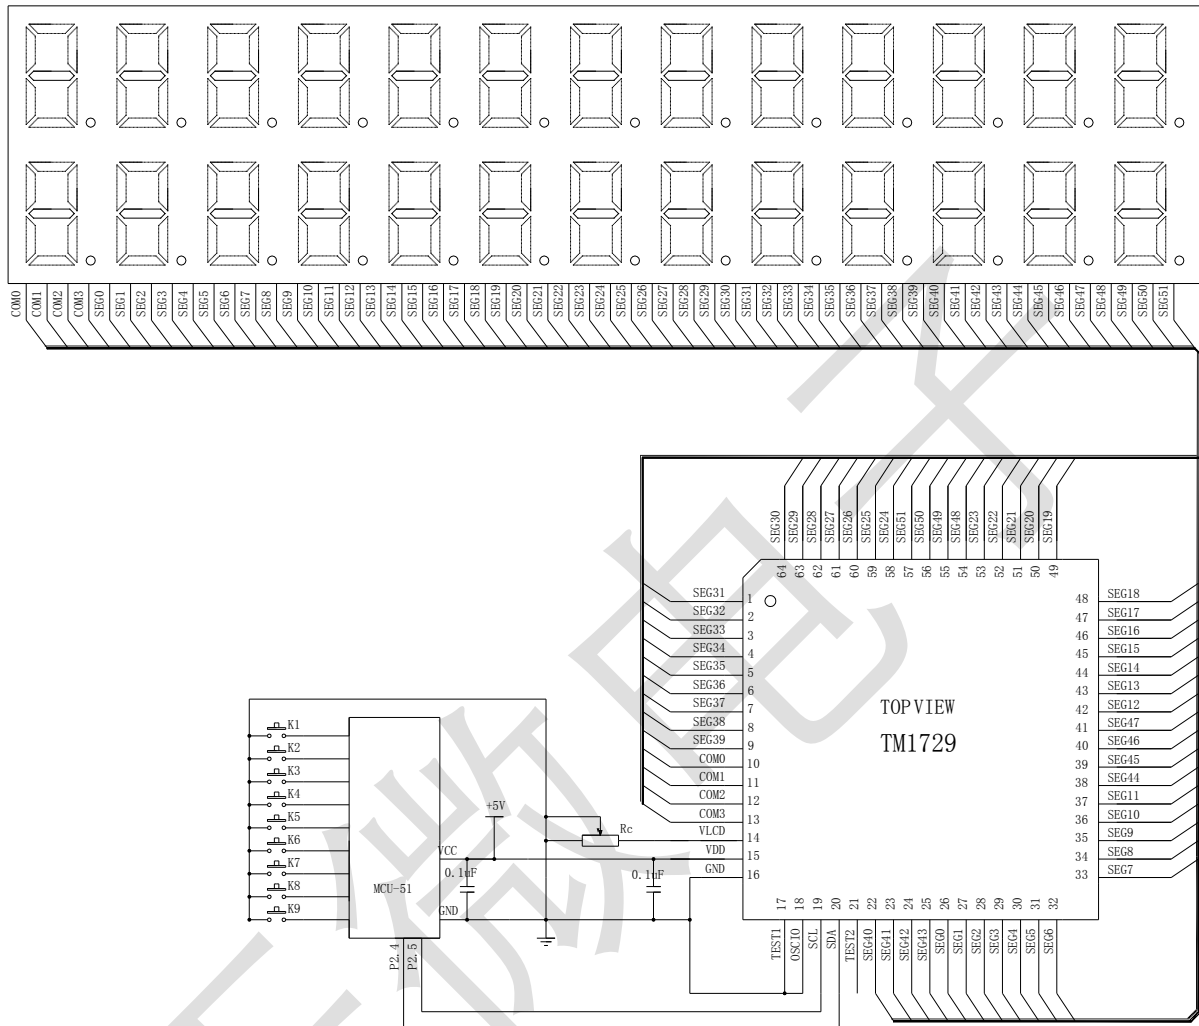 COM0 COM1 COM2 COM3 SEG0 SEG1 SEG2 SEG3 SEG4 SEG5 SEG6 SEG7 SEG8 SEG9 SEG10 SEG11 SEG12 SEG13 SEG14 SEG15 SEG16 SEG17 SEG18 SEG19 SEG20 SEG21 SEG22 SEG23 SEG24 SEG25 SEG26 SEG27 SEG28 SEG29 SEG30 SEG31 SEG32 SEG33 SEG34 SEG35 SEG36 SEG37 SEG38 SEG39 SEG40 SEG41 SEG42 SEG43 SEG44 SEG45 SEG46 SEG47 SEG48 SEG49 SEG50 SEG51
SEG30 SEG29 SEG28 SEG27 SEG26 SEG25 SEG24 SEG51 SEG50 SEG49 SEG48 SEG23 SEG22 SEG21 SEG20 SEG19
64 63 62 61 60 59 58 57 56 55 54 53 52 51 50 49
SEG31 1 48 SEG18
SEG32 2 47 SEG17
SEG33 3 46 SEG16
SEG34 4 45 SEG15
SEG35 5 44 SEG14
SEG36 6 43 SEG13
SEG37 7 42 SEG12
SEG38 8 41 SEG47
SEG39 9 40 SEG46
COM0 10 39 SEG45
COM1 11 38 SEG44
COM2 12 37 SEG11
COM3 13 36 SEG10
VLCD 14 35 SEG9
VDD 15 34 SEG8
GND 16 33 SEG7
TOP VIEW
TM1729
K1
K2
K3
K4
K5
K6
K7
K8
K9
+5V
Rc
VCC
0.1uF
0.1uF
MCU-51
GND
P2.4 P2.5
17 18 19 20 21 22 23 24 25 26 27 28 29 30 31 32
TEST1 OSCIO SCL SDA TEST2 SEG40 SEG41 SEG42 SEG43 SEG0 SEG1 SEG2 SEG3 SEG4 SEG5 SEG6
微电子